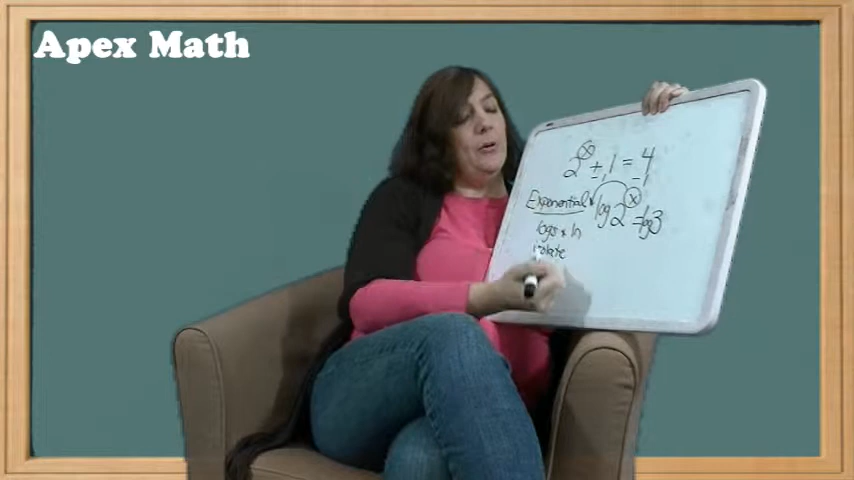 Apex Math
2^x + 1 = 4
- 1 - 1
Exponential
log 2^x = log 3
logs + ln
isolate